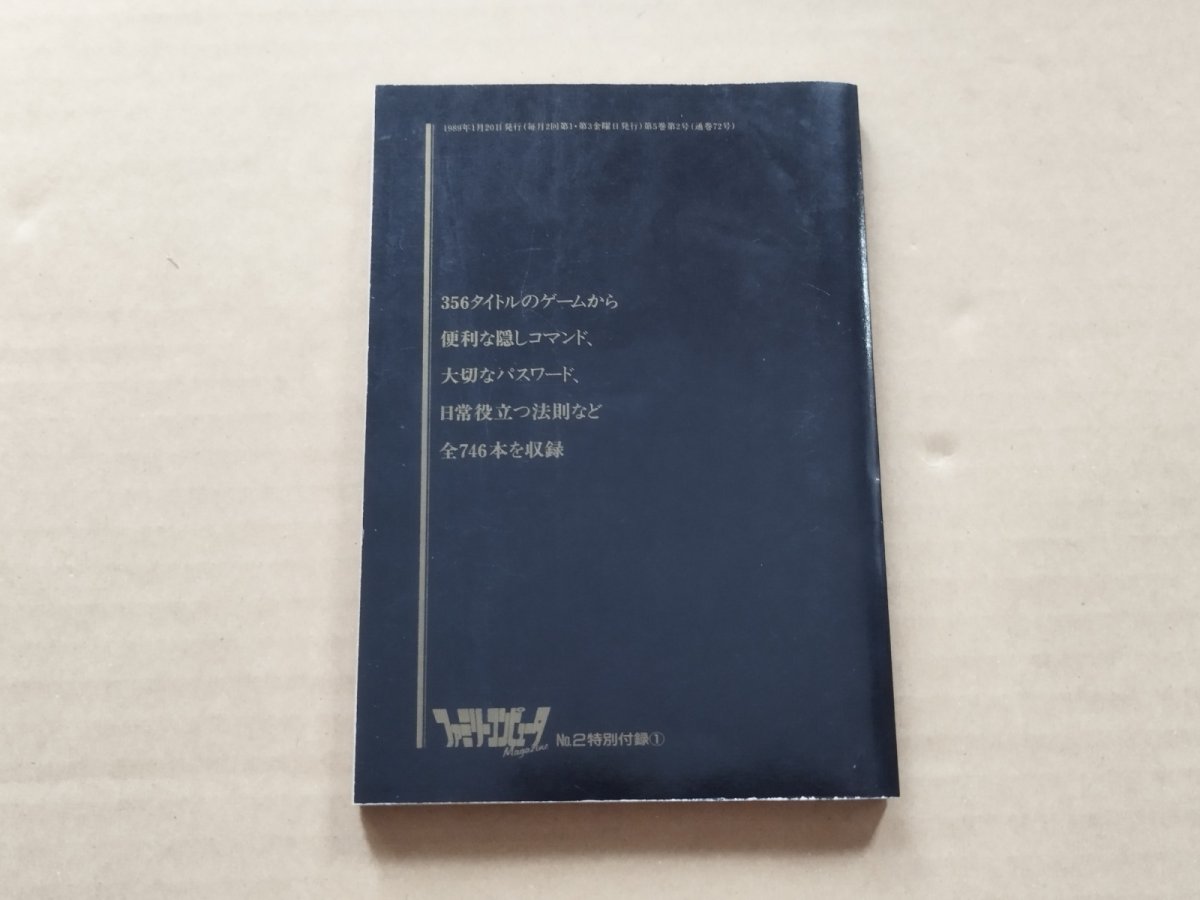 1989年1月20日発行(毎月2回第1・第3金曜日発行)第5巻第2号(通巻72号)
356タイトルのゲームから
便利な隠しコマンド、
大切なパスワード、
日常役立つ法則など
全746本を収録
ファミリーコンピュータ
Magazine
No.2特別付録①